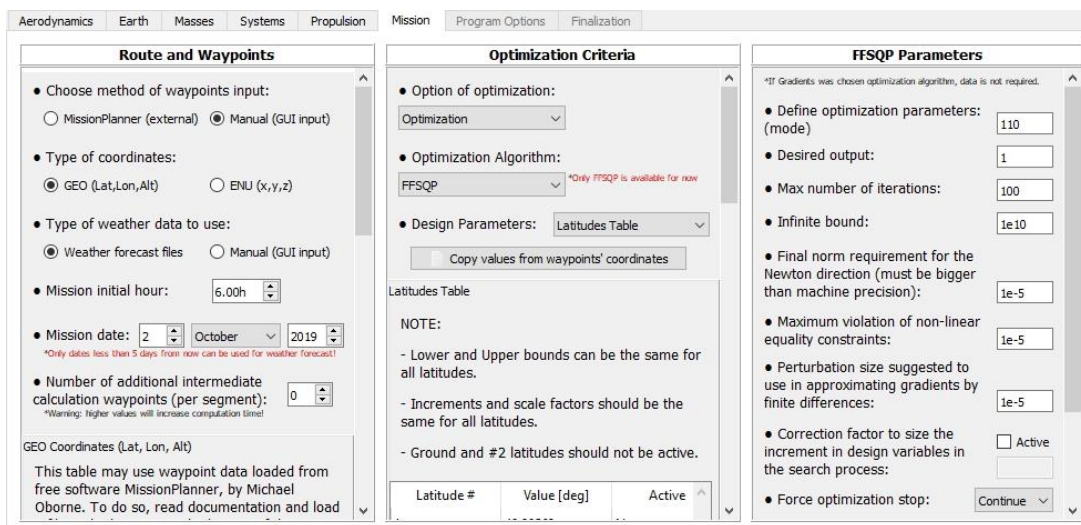 Aerodynamics Earth Masses Systems Propulsion Mission Program Options Finalization
Route and Waypoints
● Choose method of waypoints input:
MissionPlanner (external) Manual (GUI input)
● Type of coordinates:
GEO (Lat,Lon,Alt) ENU (x,y,z)
● Type of weather data to use:
Weather forecast files Manual (GUI input)
● Mission initial hour: 6.00h
● Mission date: 2 October 2019
*Only dates less than 5 days from now can be used for weather forecast!
● Number of additional intermediate
calculation waypoints (per segment): 0
*Warning: higher values will increase computation time!
GEO Coordinates (Lat, Lon, Alt)
This table may use waypoint data loaded from
free software MissionPlanner, by Michael
Oborne. To do so, read documentation and load
Optimization Criteria
● Option of optimization:
Optimization
● Optimization Algorithm:
FFSQP *Only FFSQP is available for now
● Design Parameters: Latitudes Table
Copy values from waypoints' coordinates
Latitudes Table
NOTE:
- Lower and Upper bounds can be the same for
all latitudes.
- Increments and scale factors should be the
same for all latitudes.
- Ground and #2 latitudes should not be active.
Latitude # Value [deg] Active
FFSQP Parameters
*If Gradients was chosen optimization algorithm, data is not required.
● Define optimization parameters:
(mode) 110
● Desired output: 1
● Max number of iterations: 100
● Infinite bound: 1e10
● Final norm requirement for the
Newton direction (must be bigger
than machine precision): 1e-5
● Maximum violation of non-linear
equality constraints: 1e-5
● Perturbation size suggested to
use in approximating gradients by
finite differences: 1e-5
● Correction factor to size the
increment in design variables in
the search process: Active
● Force optimization stop: Continue